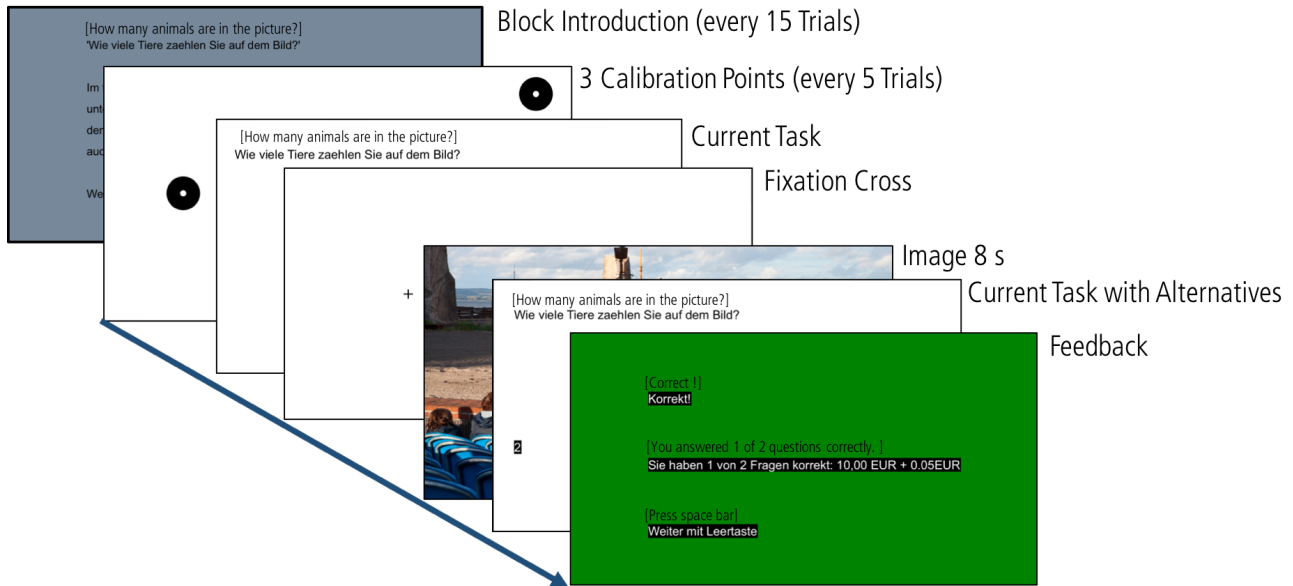 Block Introduction (every 15 Trials)
[How many animals are in the picture?]
'Wie viele Tiere zaehlen Sie auf dem Bild?'
Im
3 Calibration Points (every 5 Trials)
Current Task
[How many animals are in the picture?]
Wie viele Tiere zaehlen Sie auf dem Bild?
Fixation Cross
+
Image 8 s
Current Task with Alternatives
[How many animals are in the picture?]
Wie viele Tiere zaehlen Sie auf dem Bild?
2
Feedback
[Correct !]
Korrekt!
[You answered 1 of 2 questions correctly. ]
Sie haben 1 von 2 Fragen korrekt: 10,00 EUR + 0.05EUR
[Press space bar]
Weiter mit Leertaste